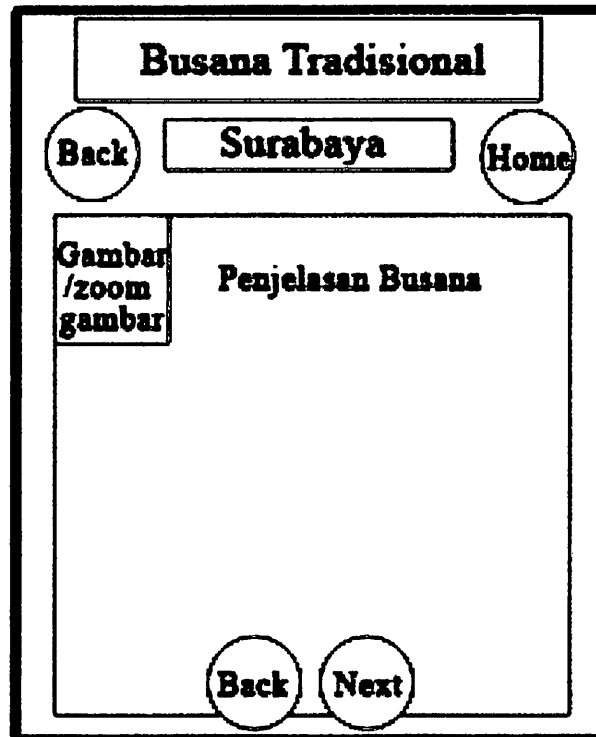 Busana Tradisional
Back
Surabaya
Home
Gambar
/zoom
gambar
Penjelasan Busana
Back
Next